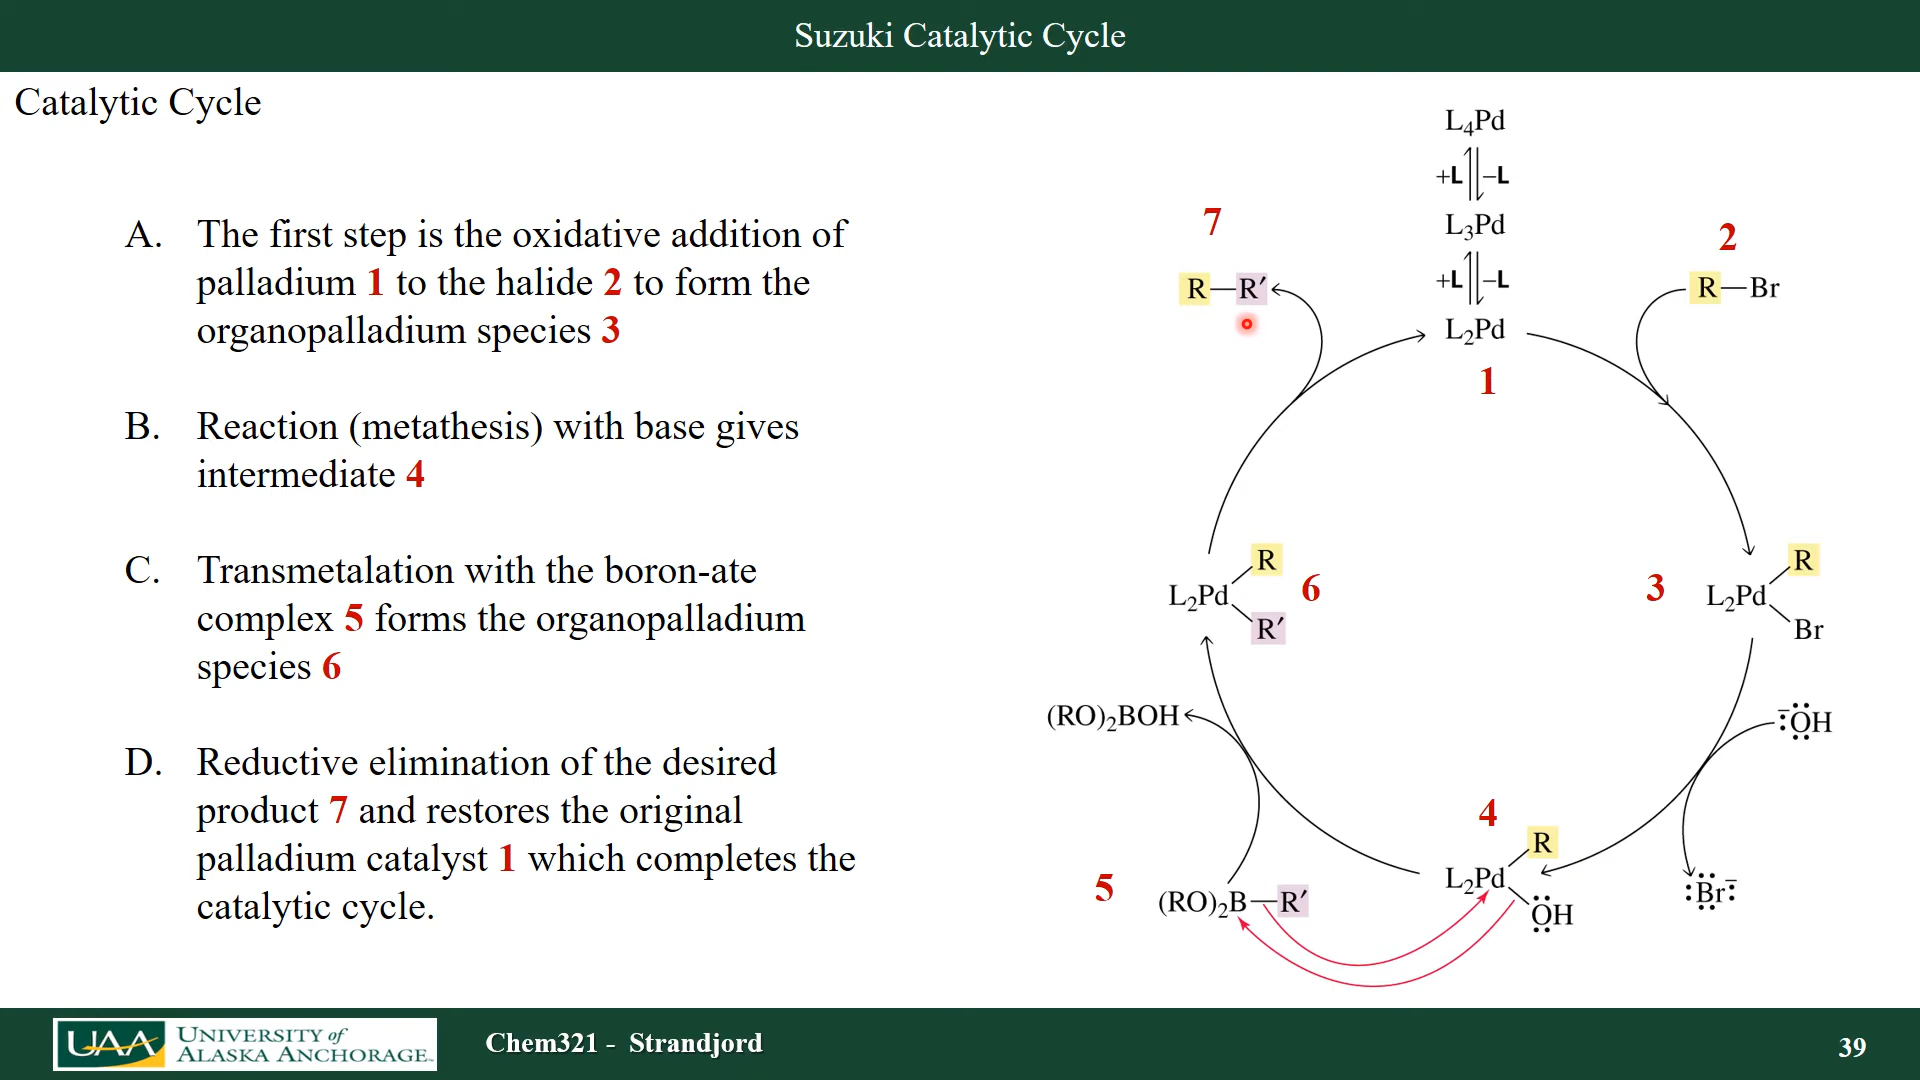 Suzuki Catalytic Cycle
Catalytic Cycle
A. The first step is the oxidative addition of
palladium 1 to the halide 2 to form the
organopalladium species 3
B. Reaction (metathesis) with base gives
intermediate 4
C. Transmetalation with the boron-ate
complex 5 forms the organopalladium
species 6
D. Reductive elimination of the desired
product 7 and restores the original
palladium catalyst 1 which completes the
catalytic cycle.
L₄Pd
+L −L
L₃Pd
+L −L
L₂Pd
1
2
R—Br
3
L₂Pd
R
Br
⁻:ÖH
:Br:⁻
4
L₂Pd
R
ÖH
5
(RO)₂B—R′
(RO)₂BOH
6
L₂Pd
R
R′
7
R—R′
UAA
UNIVERSITY of
ALASKA ANCHORAGE
Chem321 - Strandjord
39